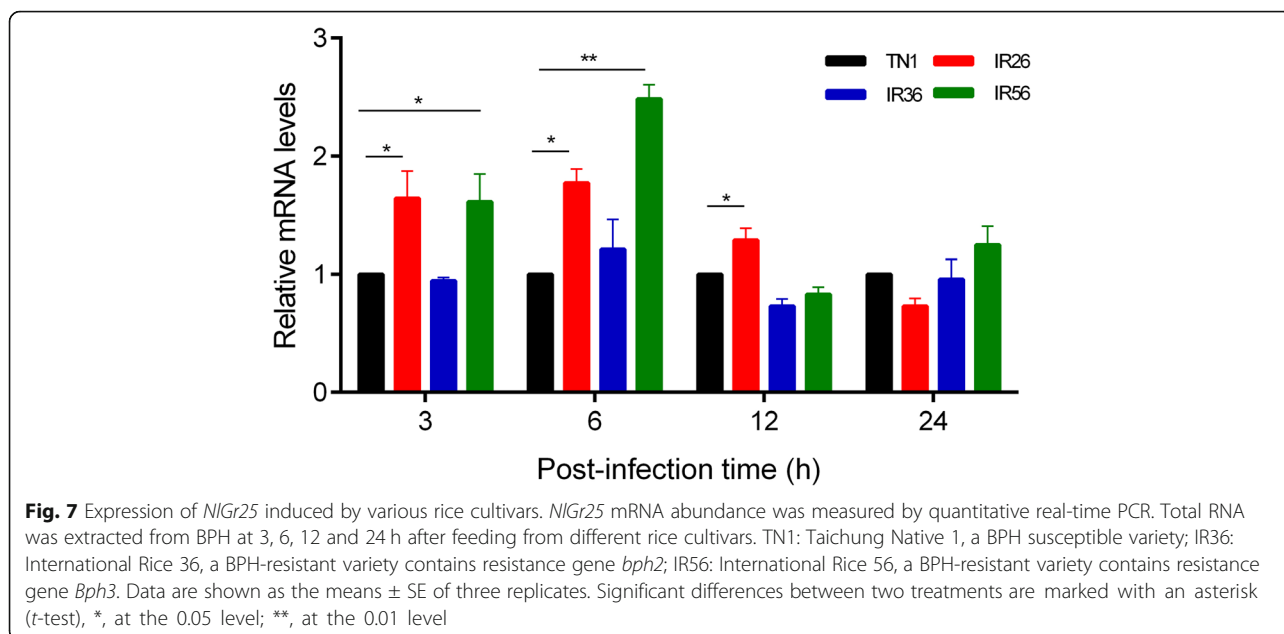 3
2
1
0
Relative mRNA levels
TN1
IR26
IR36
IR56
*
*
**
*
*
3
6
12
24
Post-infection time (h)
Fig. 7 Expression of NlGr25 induced by various rice cultivars. NlGr25 mRNA abundance was measured by quantitative real-time PCR. Total RNA
was extracted from BPH at 3, 6, 12 and 24 h after feeding from different rice cultivars. TN1: Taichung Native 1, a BPH susceptible variety; IR36:
International Rice 36, a BPH-resistant variety contains resistance gene bph2; IR56: International Rice 56, a BPH-resistant variety contains resistance
gene Bph3. Data are shown as the means ± SE of three replicates. Significant differences between two treatments are marked with an asterisk
(t-test), *, at the 0.05 level; **, at the 0.01 level